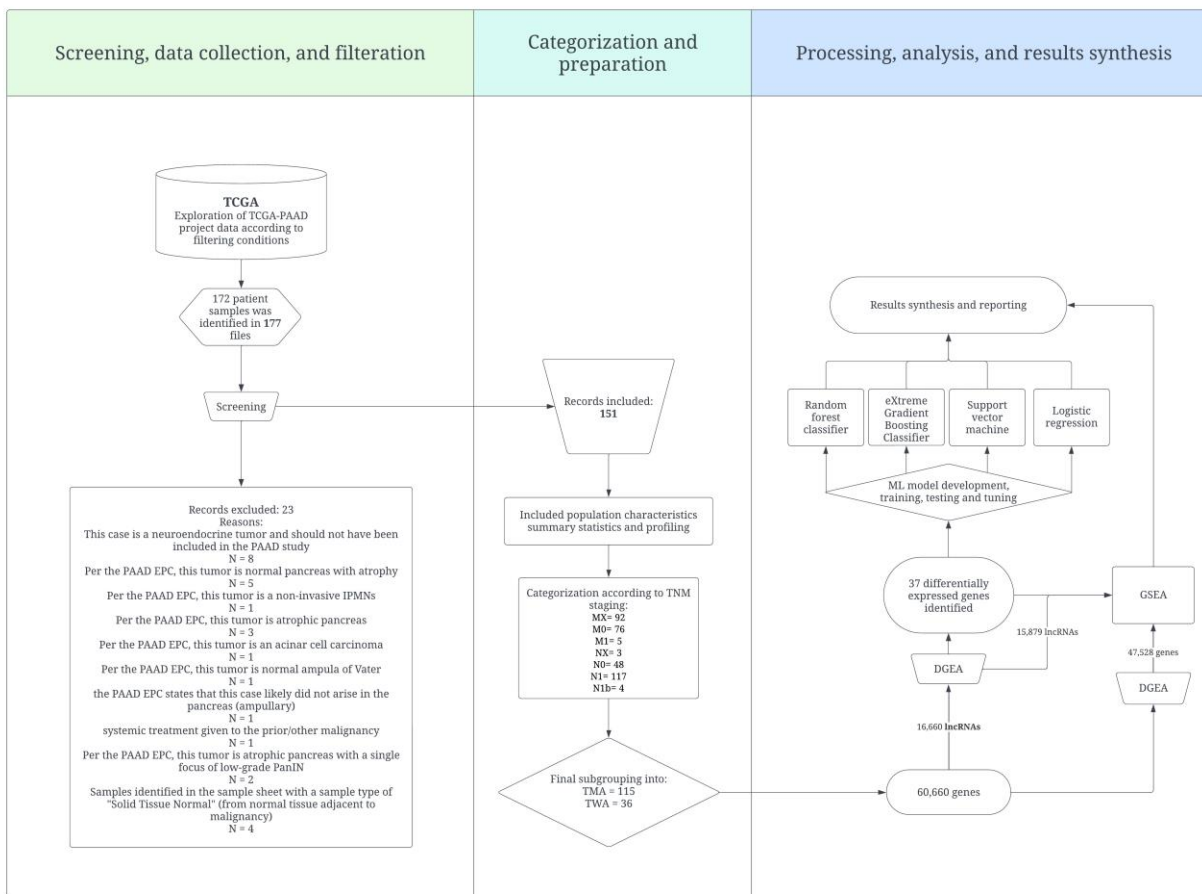 Screening, data collection, and filteration
Categorization and
preparation
Processing, analysis, and results synthesis
TCGA
Exploration of TCGA-PAAD
project data according to
filtering conditions
172 patient
samples was
identified in 177
files
Screening
Records excluded: 23
Reasons:
This case is a neuroendocrine tumor and should not have been
included in the PAAD study
N = 8
Per the PAAD EPC, this tumor is normal pancreas with atrophy
N = 5
Per the PAAD EPC, this tumor is a non-invasive IPMNs
N = 1
Per the PAAD EPC, this tumor is atrophic pancreas
N = 3
Per the PAAD EPC, this tumor is an acinar cell carcinoma
N = 1
Per the PAAD EPC, this tumor is normal ampula of Vater
N = 1
the PAAD EPC states that this case likely did not arise in the
pancreas (ampullary)
N = 1
systemic treatment given to the prior/other malignancy
N = 1
Per the PAAD EPC, this tumor is atrophic pancreas with a single
focus of low-grade PanIN
N = 2
Samples identified in the sample sheet with a sample type of
"Solid Tissue Normal" (from normal tissue adjacent to
malignancy)
N = 4
Records included:
151
Included population characteristics
summary statistics and profiling
Categorization according to TNM
staging:
MX= 92
M0= 76
M1= 5
NX= 3
N0= 48
N1= 117
N1b= 4
Final subgrouping into:
TMA = 115
TWA = 36
Results synthesis and reporting
Random
forest
classifier
eXtreme
Gradient
Boosting
Classifier
Support
vector
machine
Logistic
regression
ML model development,
training, testing and tuning
37 differentially
expressed genes
identified
15,879 lncRNAs
GSEA
47,528 genes
DGEA
DGEA
16,660 lncRNAs
60,660 genes